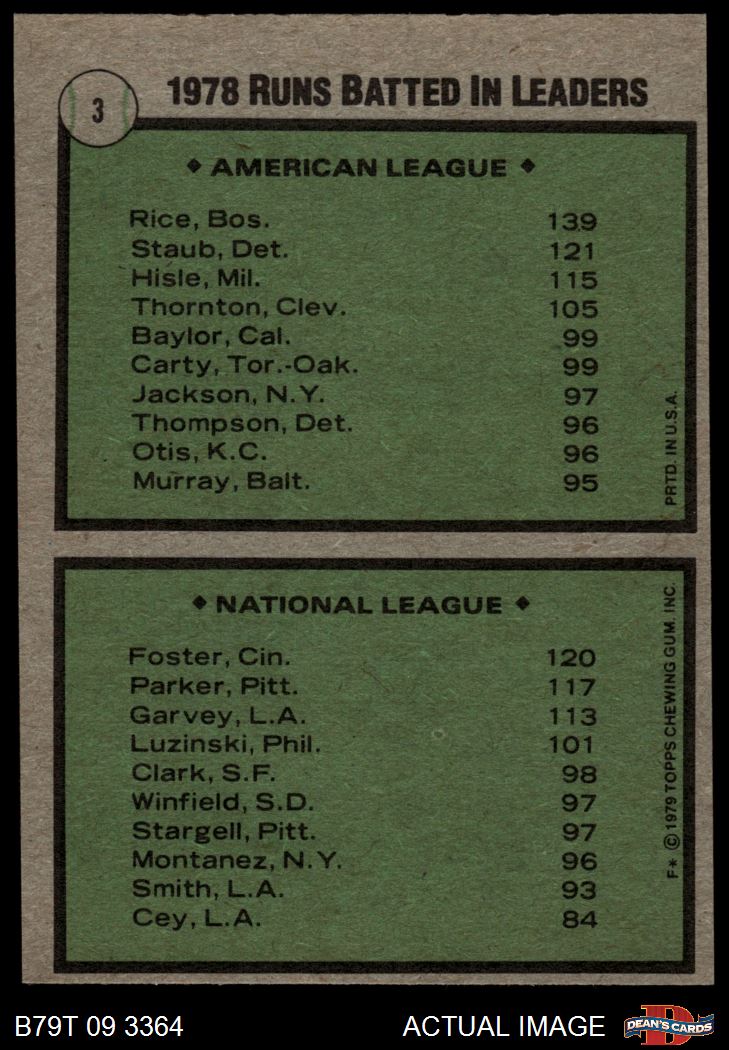 3
1978 RUNS BATTED IN LEADERS
◆ AMERICAN LEAGUE ◆
Rice, Bos. 139
Staub, Det. 121
Hisle, Mil. 115
Thornton, Clev. 105
Baylor, Cal. 99
Carty, Tor.-Oak. 99
Jackson, N.Y. 97
Thompson, Det. 96
Otis, K.C. 96
Murray, Balt. 95
PRTD. IN U.S.A.
◆ NATIONAL LEAGUE ◆
Foster, Cin. 120
Parker, Pitt. 117
Garvey, L.A. 113
Luzinski, Phil. 101
Clark, S.F. 98
Winfield, S.D. 97
Stargell, Pitt. 97
Montanez, N.Y. 96
Smith, L.A. 93
Cey, L.A. 84
F* © 1979 TOPPS CHEWING GUM, INC.
B79T 09 3364
ACTUAL IMAGE
D
DEAN'S CARDS